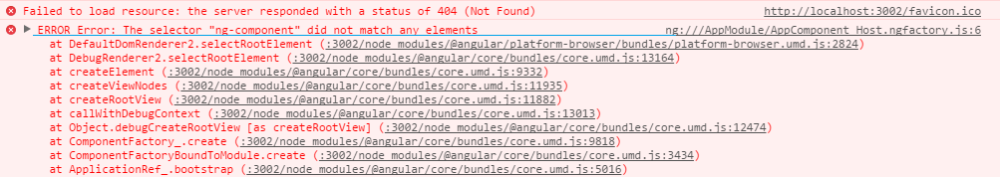 Failed to load resource: the server responded with a status of 404 (Not Found) http://localhost:3002/favicon.ico
ERROR Error: The selector "ng-component" did not match any elements ng:///AppModule/AppComponent_Host.ngfactory.js:6
at DefaultDomRenderer2.selectRootElement (:3002/node_modules/@angular/platform-browser/bundles/platform-browser.umd.js:2824)
at DebugRenderer2.selectRootElement (:3002/node_modules/@angular/core/bundles/core.umd.js:13164)
at createElement (:3002/node_modules/@angular/core/bundles/core.umd.js:9332)
at createViewNodes (:3002/node_modules/@angular/core/bundles/core.umd.js:11935)
at createRootView (:3002/node_modules/@angular/core/bundles/core.umd.js:11882)
at callWithDebugContext (:3002/node_modules/@angular/core/bundles/core.umd.js:13013)
at Object.debugCreateRootView [as createRootView] (:3002/node_modules/@angular/core/bundles/core.umd.js:12474)
at ComponentFactory_.create (:3002/node_modules/@angular/core/bundles/core.umd.js:9818)
at ComponentFactoryBoundToModule.create (:3002/node_modules/@angular/core/bundles/core.umd.js:3434)
at ApplicationRef_.bootstrap (:3002/node_modules/@angular/core/bundles/core.umd.js:5016)